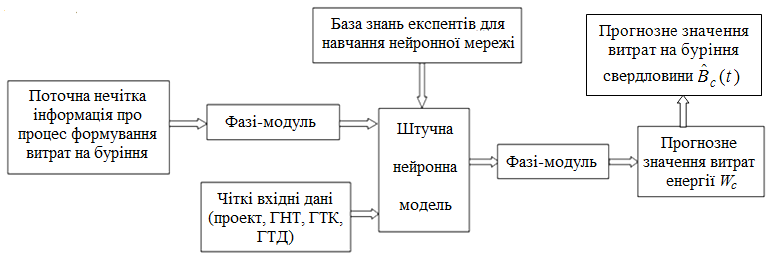 База знань експентів для
навчання нейронної мережі
Прогнозне значення
витрат на буріння
свердловини B̂c(t)
Поточна нечітка
інформація про
процес формування
витрат на буріння
Фазі-модуль
Штучна
нейронна
модель
Фазі-модуль
Прогнозне
значення витрат
енергії Wc
Чіткі вхідні дані
(проект, ГНТ, ГТК,
ГТД)